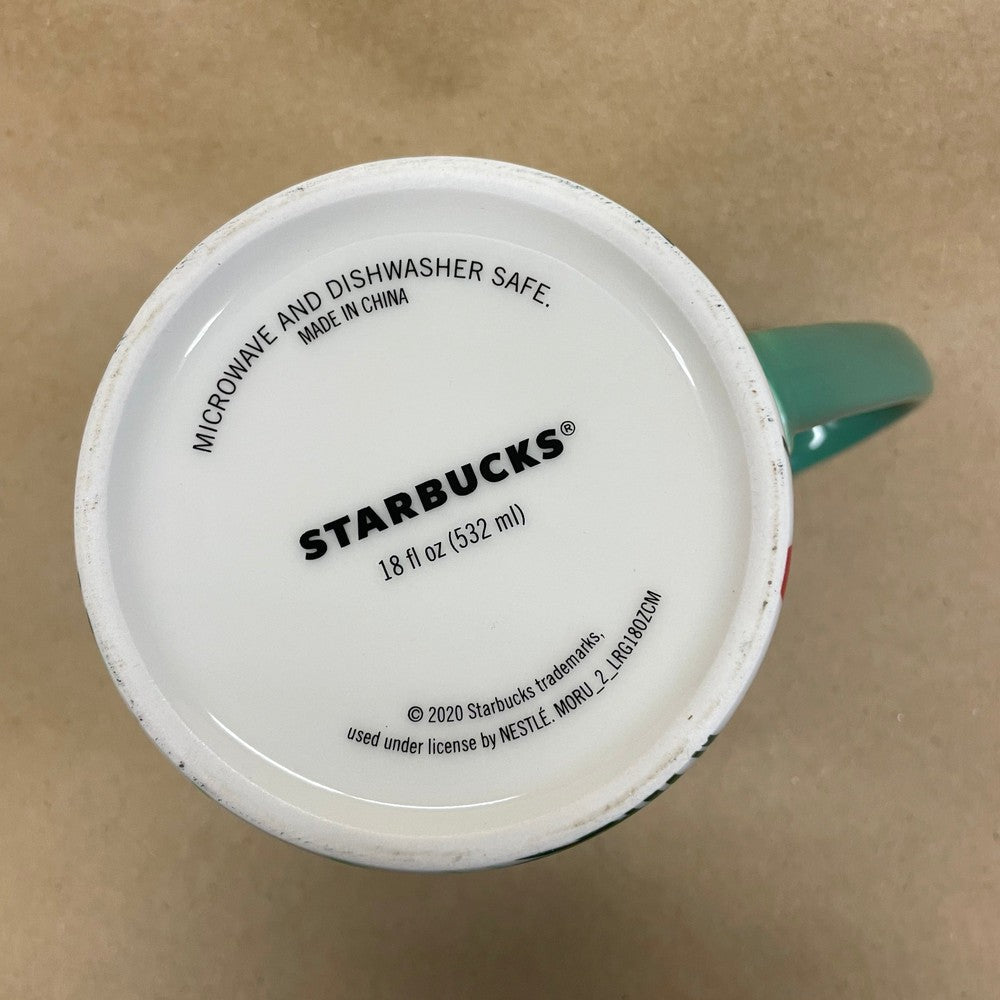 MICROWAVE AND DISHWASHER SAFE.
MADE IN CHINA
STARBUCKS®
18 fl oz (532 ml)
© 2020 Starbucks trademarks,
used under license by NESTLÉ. MORU_2_LRG18OZCM